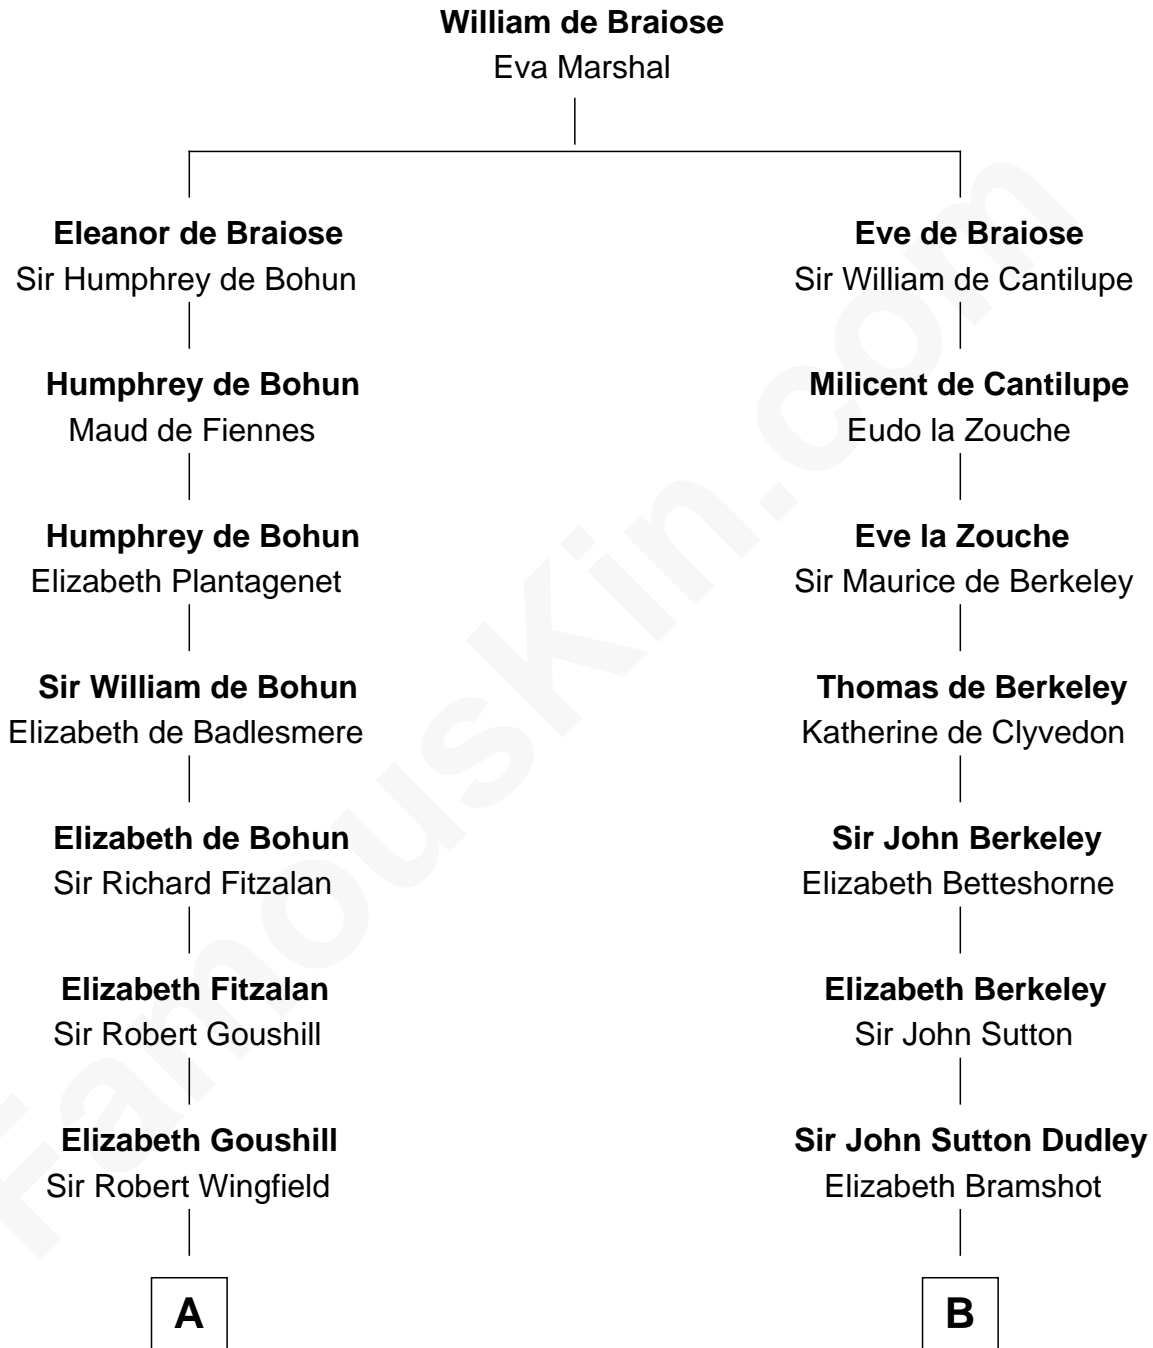 William de Braiose
Eva Marshal
Eleanor de Braiose
Sir Humphrey de Bohun
Humphrey de Bohun
Maud de Fiennes
Humphrey de Bohun
Elizabeth Plantagenet
Sir William de Bohun
Elizabeth de Badlesmere
Elizabeth de Bohun
Sir Richard Fitzalan
Elizabeth Fitzalan
Sir Robert Goushill
Elizabeth Goushill
Sir Robert Wingfield
A
Eve de Braiose
Sir William de Cantilupe
Milicent de Cantilupe
Eudo la Zouche
Eve la Zouche
Sir Maurice de Berkeley
Thomas de Berkeley
Katherine de Clyvedon
Sir John Berkeley
Elizabeth Betteshorne
Elizabeth Berkeley
Sir John Sutton
Sir John Sutton Dudley
Elizabeth Bramshot
B
FamousKin.com